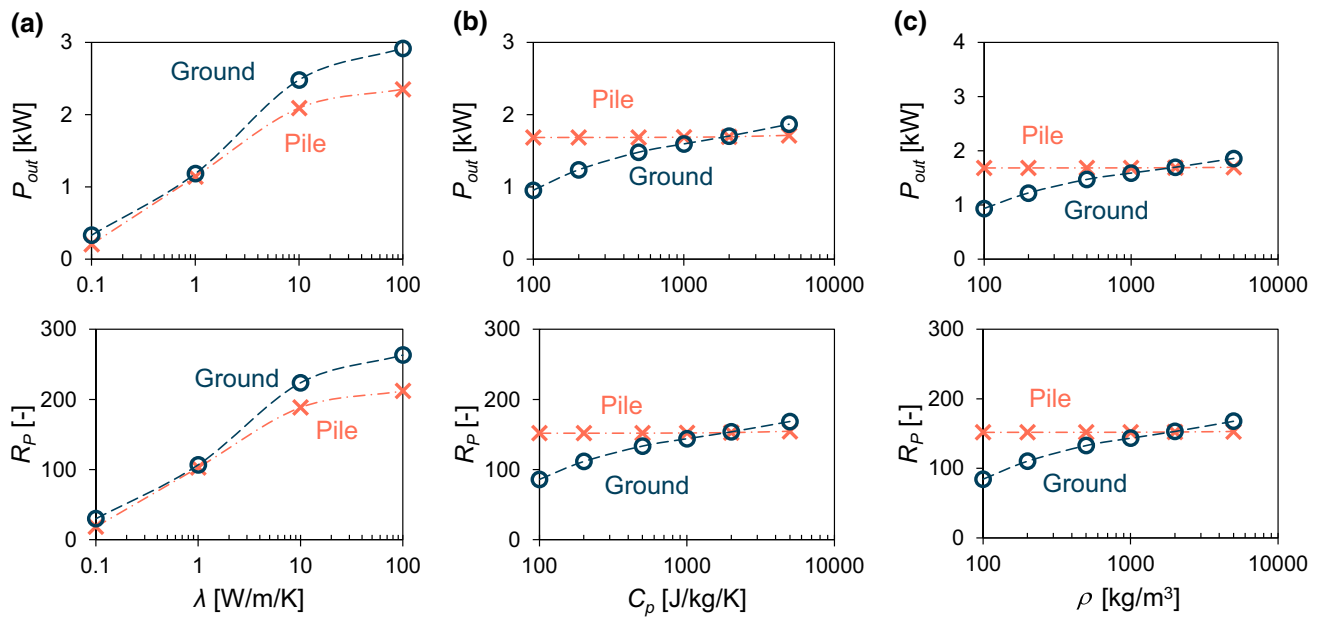 (a)
3
2
1
0
P_out [kW]
Ground
Pile
0.1 1 10 100
(b)
3
2
1
0
P_out [kW]
Pile
Ground
100 1000 10000
(c)
4
3
2
1
0
P_out [kW]
Pile
Ground
100 1000 10000
300
200
100
0
R_P [-]
Ground
Pile
0.1 1 10 100
λ [W/m/K]
300
200
100
0
R_P [-]
Pile
Ground
100 1000 10000
C_p [J/kg/K]
300
200
100
0
R_P [-]
Pile
Ground
100 1000 10000
ρ [kg/m³]